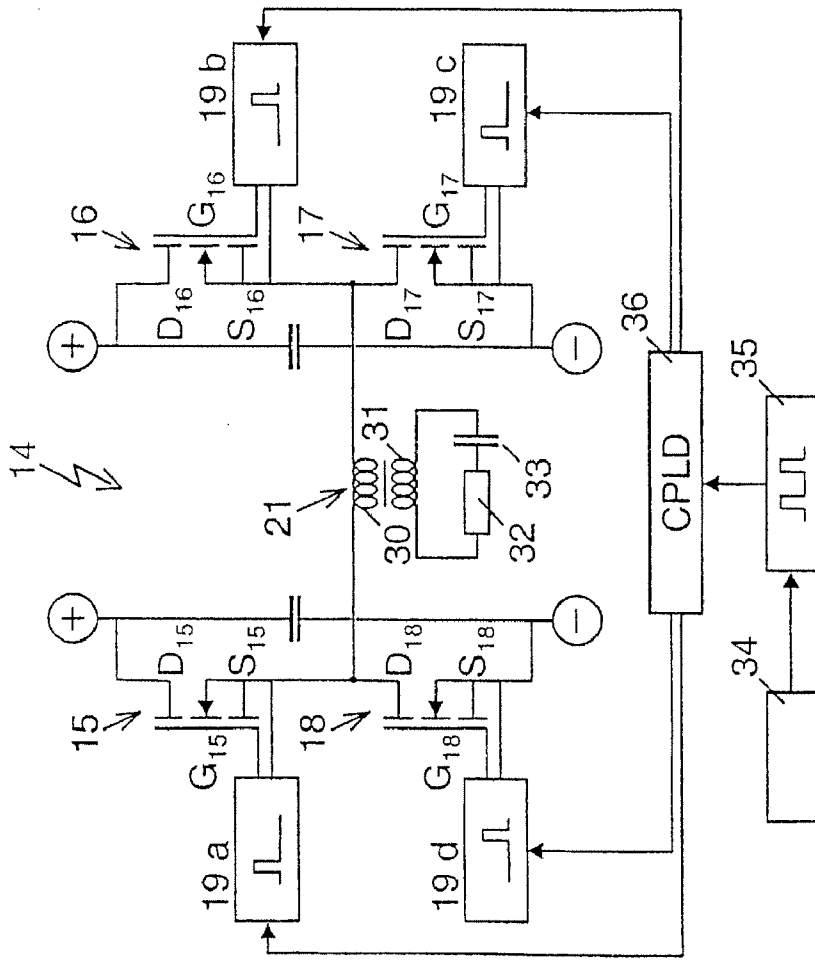 14
+
+
15
D15
G15
S15
19 a
16
D16
G16
S16
19 b
21
30
31
32
33
18
D18
G18
S18
19 d
17
D17
G17
S17
19 c
−
−
CPLD
36
35
34